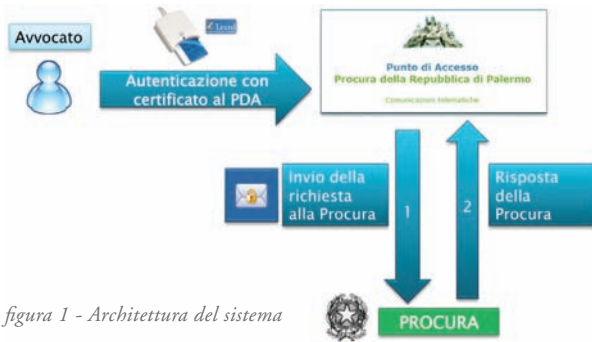 Avvocato
Autenticazione con
certificato al PDA
Punto di Accesso
Procura della Repubblica di Palermo
Comunicazioni telematiche
Invio della
richiesta
alla Procura
1
2
Risposta
della
Procura
PROCURA
figura 1 - Architettura del sistema